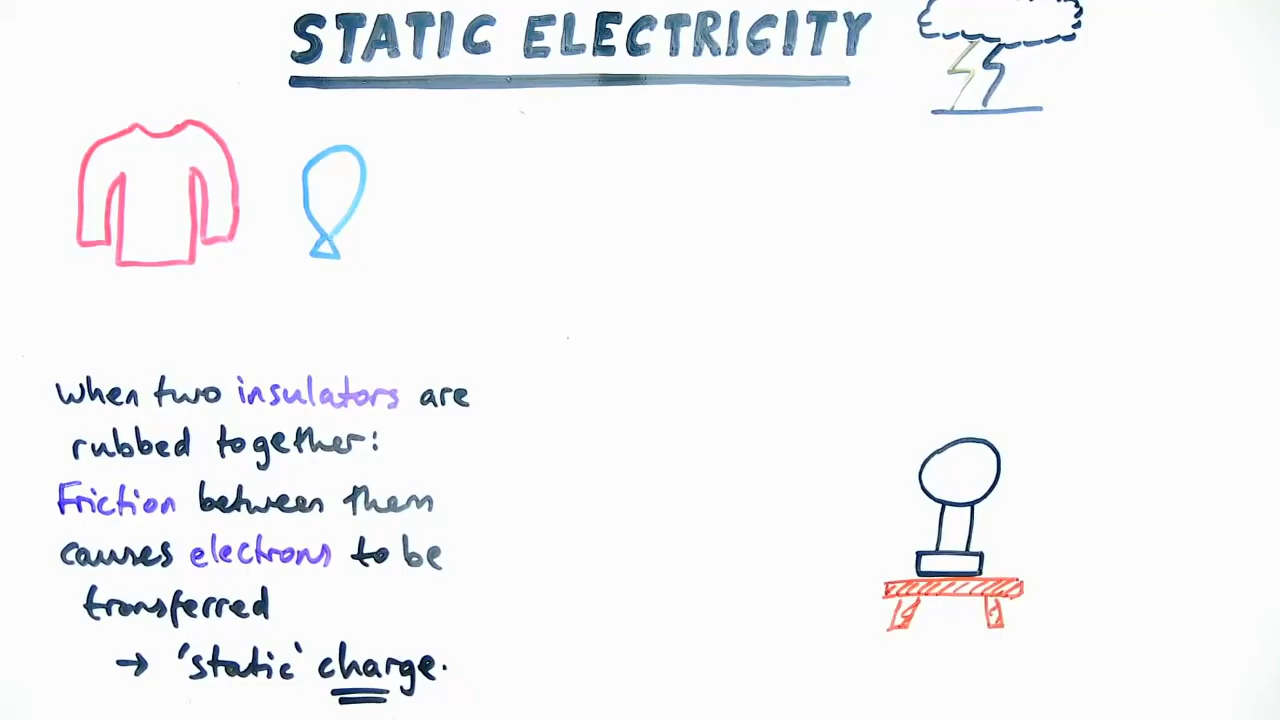 STATIC ELECTRICITY
When two insulators are
rubbed together:
Friction between them
causes electrons to be
transferred
→ 'static' charge.